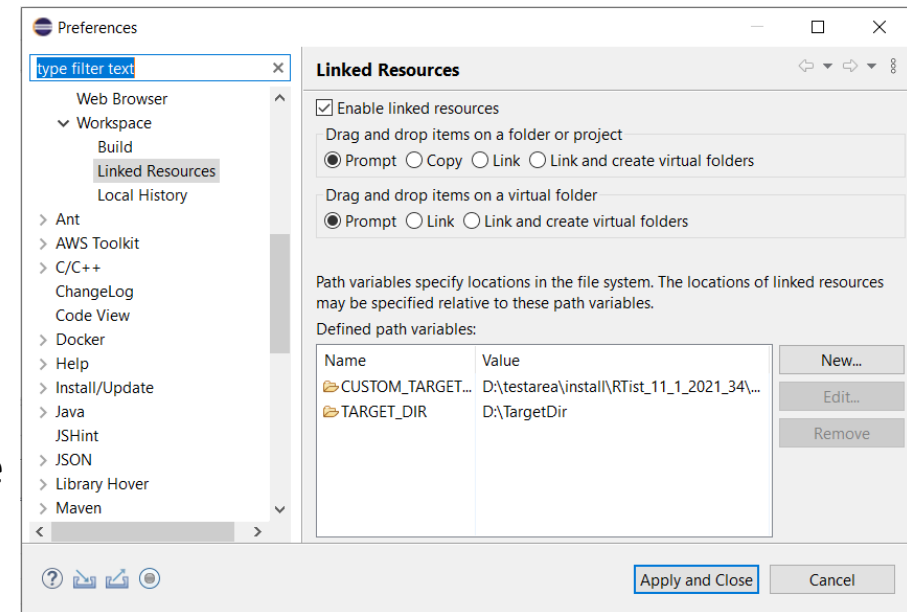 Preferences
type filter text
Web Browser
Workspace
Build
Linked Resources
Local History
Ant
AWS Toolkit
C/C++
ChangeLog
Code View
Docker
Help
Install/Update
Java
JSHint
JSON
Library Hover
Maven
e
Linked Resources
Enable linked resources
Drag and drop items on a folder or project
Prompt Copy Link Link and create virtual folders
Drag and drop items on a virtual folder
Prompt Link Link and create virtual folders
Path variables specify locations in the file system. The locations of linked resources
may be specified relative to these path variables.
Defined path variables:
Name Value
CUSTOM_TARGET... D:\testarea\install\RTist_11_1_2021_34\...
TARGET_DIR D:\TargetDir
New...
Edit...
Remove
Apply and Close Cancel